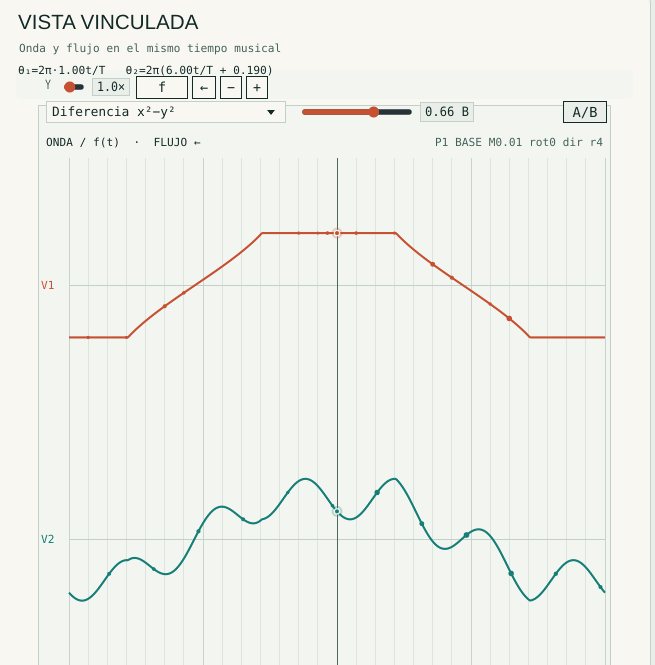 VISTA VINCULADA
Onda y flujo en el mismo tiempo musical
θ₁=2π·1.00t/T   θ₂=2π(6.00t/T + 0.190)
Y 1.0× f ← − +
Diferencia x²−y² 0.66 B A/B
ONDA / f(t)  ·  FLUJO ← P1 BASE M0.01 rot0 dir r4
V1
V2